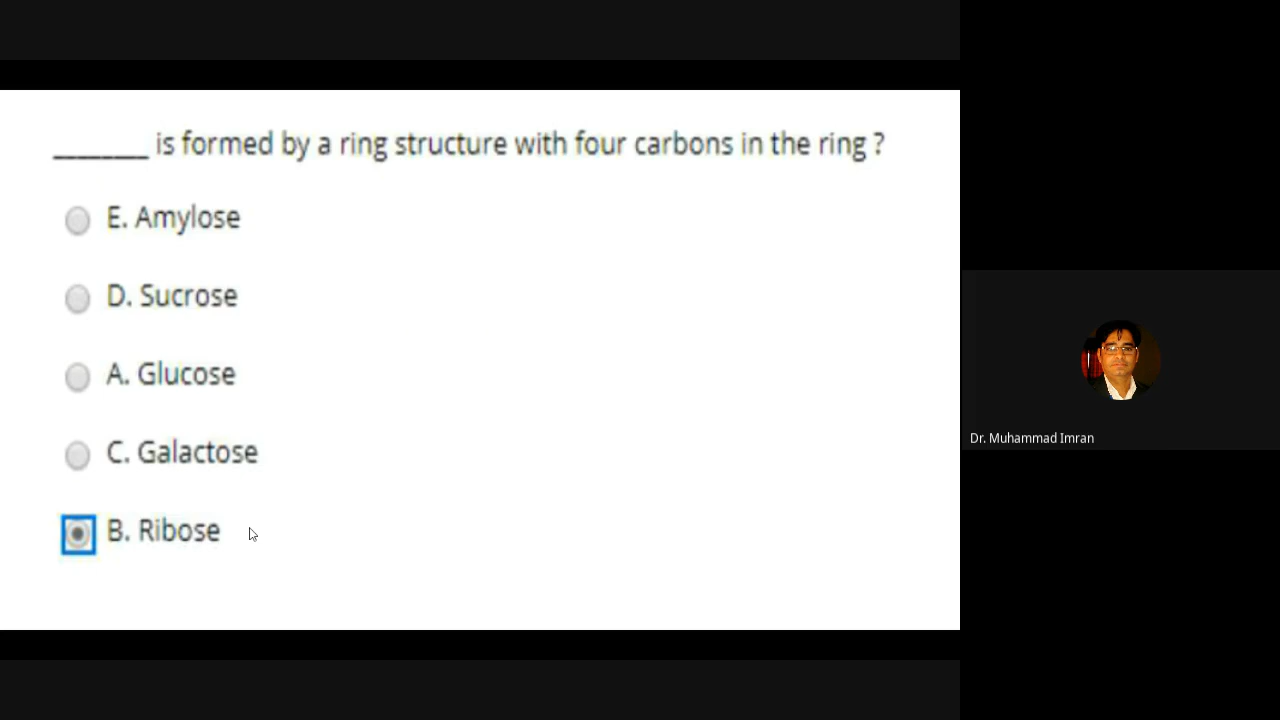 ________ is formed by a ring structure with four carbons in the ring ?
E. Amylose
D. Sucrose
A. Glucose
C. Galactose
B. Ribose
Dr. Muhammad Imran